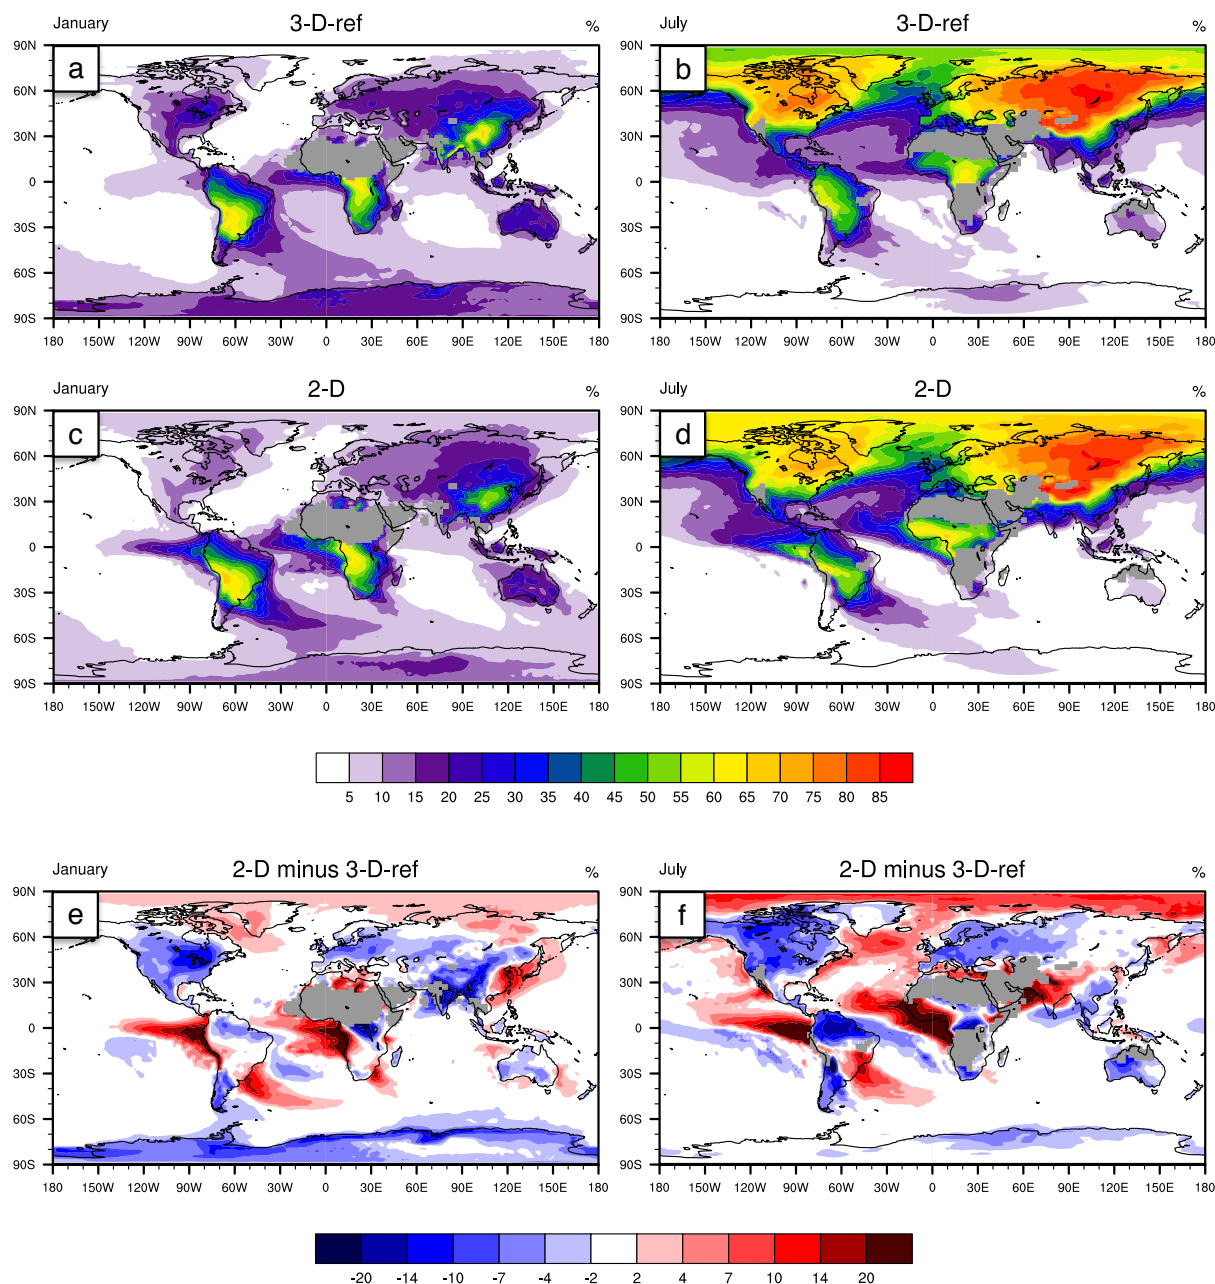 January 3-D-ref % July 3-D-ref %
90N a 90N b
60N 60N
30N 30N
0 0
30S 30S
60S 60S
90S 90S
180 150W 120W 90W 60W 30W 0 30E 60E 90E 120E 150E 180 180 150W 120W 90W 60W 30W 0 30E 60E 90E 120E 150E 180
January 2-D % July 2-D %
90N c 90N d
60N 60N
30N 30N
0 0
30S 30S
60S 60S
90S 90S
180 150W 120W 90W 60W 30W 0 30E 60E 90E 120E 150E 180 180 150W 120W 90W 60W 30W 0 30E 60E 90E 120E 150E 180
5 10 15 20 25 30 35 40 45 50 55 60 65 70 75 80 85
January 2-D minus 3-D-ref % July 2-D minus 3-D-ref %
90N e 90N f
60N 60N
30N 30N
0 0
30S 30S
60S 60S
90S 90S
180 150W 120W 90W 60W 30W 0 30E 60E 90E 120E 150E 180 180 150W 120W 90W 60W 30W 0 30E 60E 90E 120E 150E 180
-20 -14 -10 -7 -4 -2 2 4 7 10 14 20